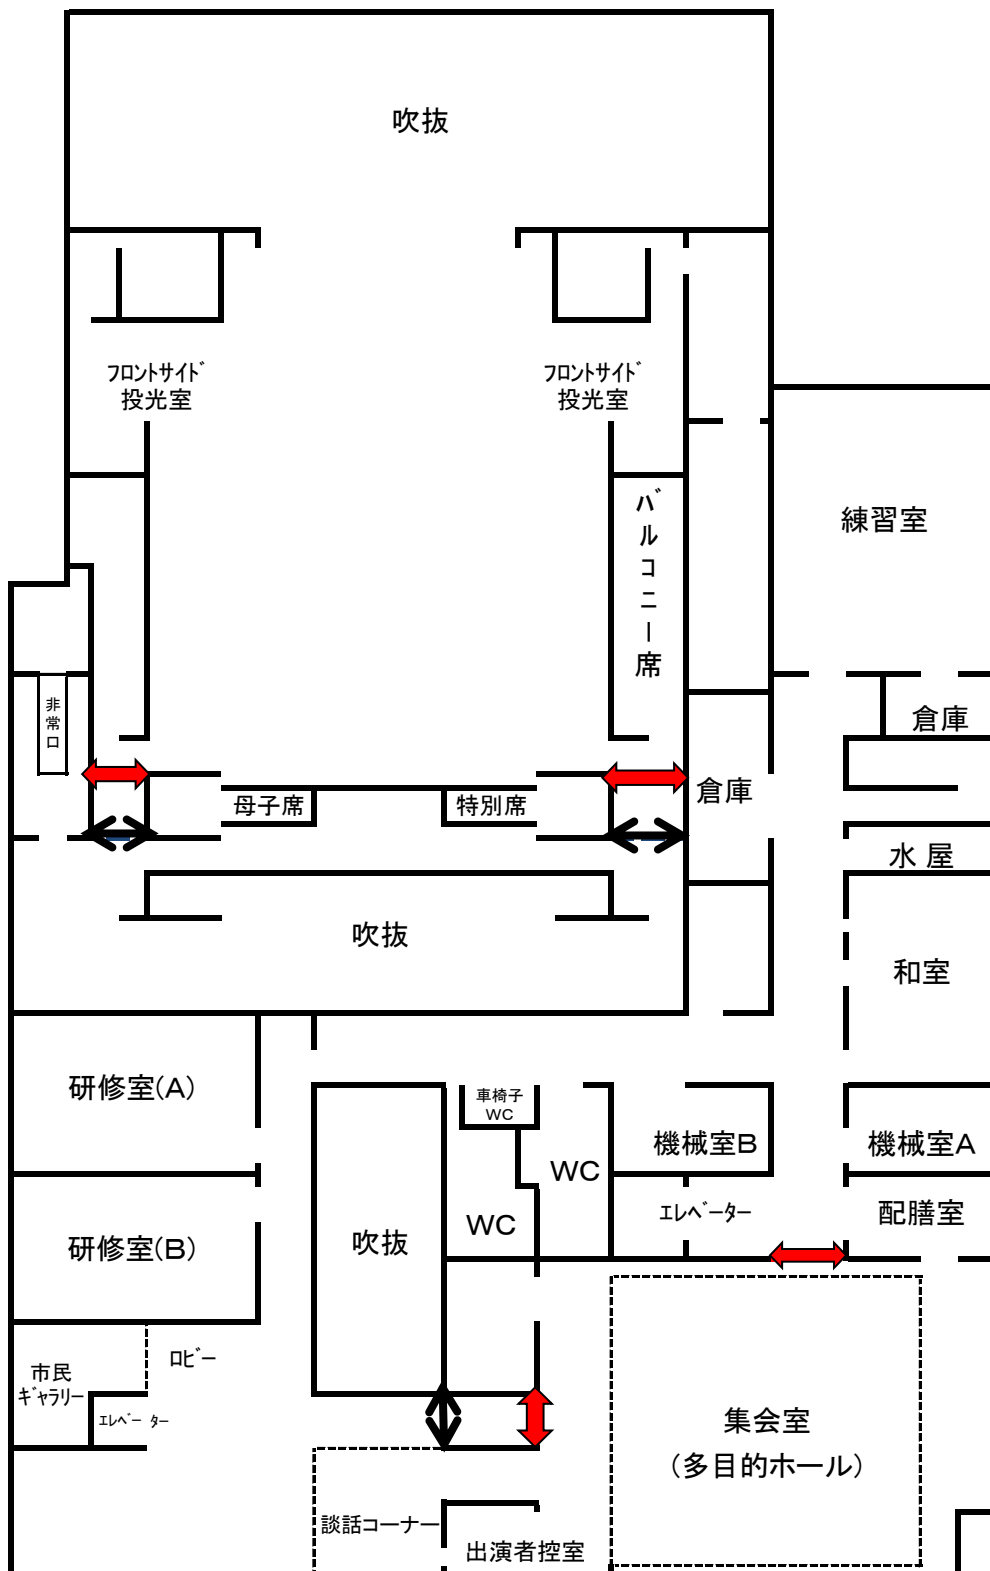 吹抜
フロントサイド
投光室
フロントサイド
投光室
バルコニー席
練習室
非常口
倉庫
倉庫
母子席
特別席
水 屋
吹抜
和室
研修室(A)
車椅子
WC
機械室B
機械室A
WC
WC
エレベーター
配膳室
研修室(B)
吹抜
ロビー
市民
ギャラリー
エレベーター
集会室
(多目的ホール)
談話コーナー
出演者控室